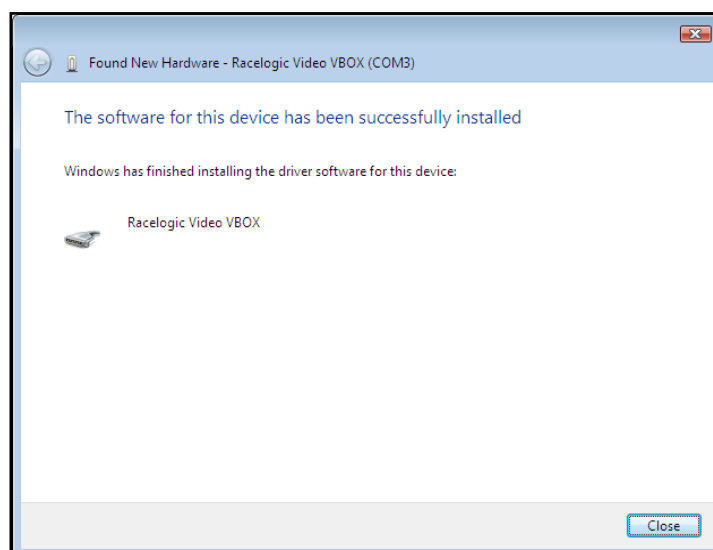 Found New Hardware - Racelogic Video VBOX (COM3)
The software for this device has been successfully installed
Windows has finished installing the driver software for this device:
Racelogic Video VBOX
Close